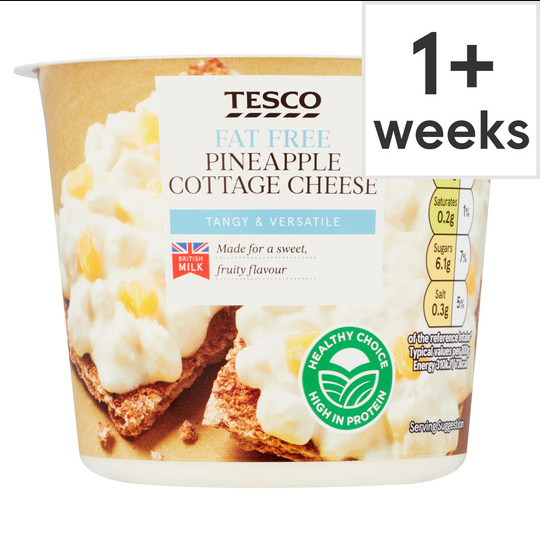 1+
weeks
TESCO
FAT FREE
PINEAPPLE
COTTAGE CHEESE
TANGY & VERSATILE
BRITISH
MILK
Made for a sweet,
fruity flavour
Saturates
0.2g
1%
Sugars
6.1g
7%
Salt
0.3g
5%
of the reference
Typical values per
Energy
HEALTHY CHOICE
HIGH IN PROTEIN
Serving Suggestion